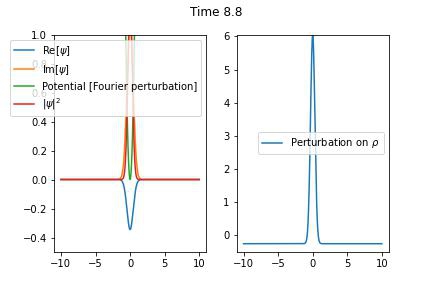 Time 8.8
1.0
0.8
0.6
0.4
0.2
0.0
−0.2
−0.4
Re[ψ]
Im[ψ]
Potential [Fourier perturbation]
|ψ|²
−10 −5 0 5 10
6
5
4
3
2
1
0
Perturbation on ρ
−10 −5 0 5 10